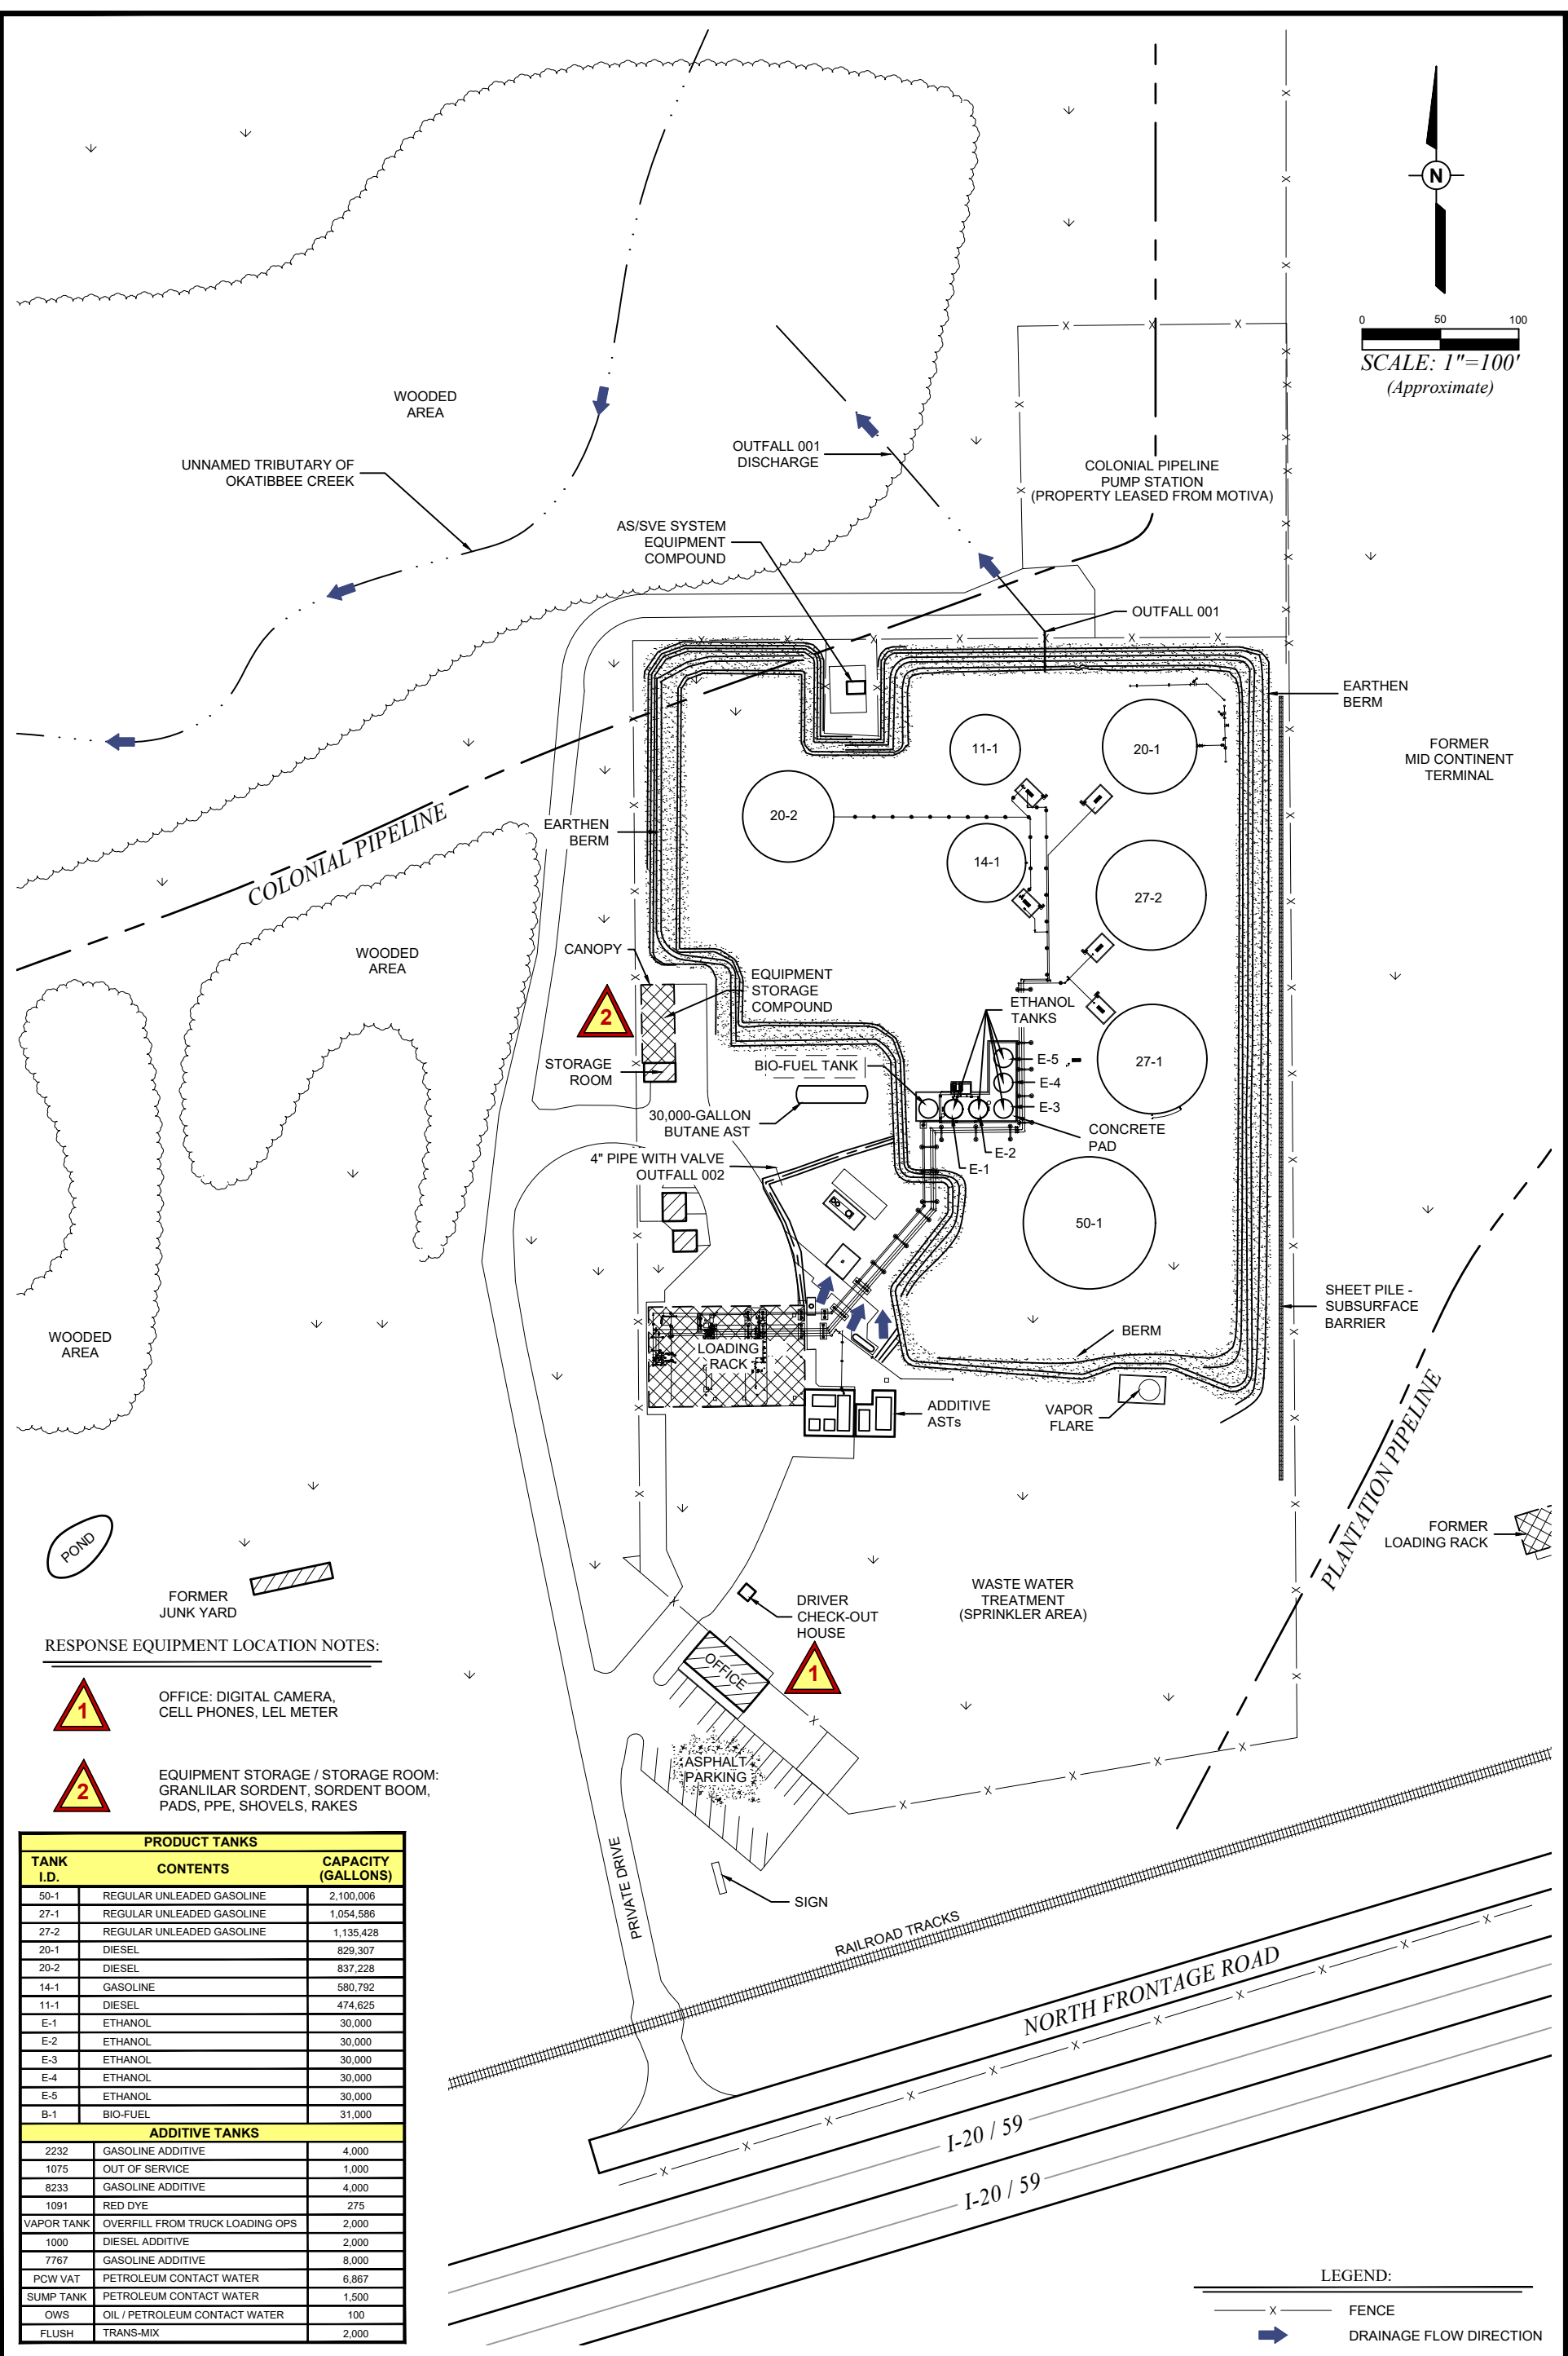 N
0 50 100
SCALE: 1"=100'
(Approximate)
WOODED
AREA
UNNAMED TRIBUTARY OF
OKATIBBEE CREEK
OUTFALL 001
DISCHARGE
COLONIAL PIPELINE
PUMP STATION
(PROPERTY LEASED FROM MOTIVA)
AS/SVE SYSTEM
EQUIPMENT
COMPOUND
OUTFALL 001
EARTHEN
BERM
FORMER
MID CONTINENT
TERMINAL
11-1
20-1
20-2
14-1
27-2
EARTHEN
BERM
COLONIAL PIPELINE
WOODED
AREA
CANOPY
2
EQUIPMENT
STORAGE
COMPOUND
ETHANOL
TANKS
STORAGE
ROOM
BIO-FUEL TANK
E-5
E-4
E-3
27-1
30,000-GALLON
BUTANE AST
CONCRETE
PAD
E-2
E-1
4" PIPE WITH VALVE
OUTFALL 002
50-1
SHEET PILE -
SUBSURFACE
BARRIER
WOODED
AREA
BERM
LOADING
RACK
ADDITIVE
ASTs
VAPOR
FLARE
PLANTATION PIPELINE
FORMER
LOADING RACK
POND
FORMER
JUNK YARD
DRIVER
CHECK-OUT
HOUSE
WASTE WATER
TREATMENT
(SPRINKLER AREA)
OFFICE
1
ASPHALT
PARKING
PRIVATE DRIVE
SIGN
RAILROAD TRACKS
NORTH FRONTAGE ROAD
I-20 / 59
I-20 / 59
RESPONSE EQUIPMENT LOCATION NOTES:
1
OFFICE: DIGITAL CAMERA,
CELL PHONES, LEL METER
2
EQUIPMENT STORAGE / STORAGE ROOM:
GRANLILAR SORDENT, SORDENT BOOM,
PADS, PPE, SHOVELS, RAKES
PRODUCT TANKS
TANK I.D. CONTENTS CAPACITY (GALLONS)
50-1 REGULAR UNLEADED GASOLINE 2,100,006
27-1 REGULAR UNLEADED GASOLINE 1,054,586
27-2 REGULAR UNLEADED GASOLINE 1,135,428
20-1 DIESEL 829,307
20-2 DIESEL 837,228
14-1 GASOLINE 580,792
11-1 DIESEL 474,625
E-1 ETHANOL 30,000
E-2 ETHANOL 30,000
E-3 ETHANOL 30,000
E-4 ETHANOL 30,000
E-5 ETHANOL 30,000
B-1 BIO-FUEL 31,000
ADDITIVE TANKS
2232 GASOLINE ADDITIVE 4,000
1075 OUT OF SERVICE 1,000
8233 GASOLINE ADDITIVE 4,000
1091 RED DYE 275
VAPOR TANK OVERFILL FROM TRUCK LOADING OPS 2,000
1000 DIESEL ADDITIVE 2,000
7767 GASOLINE ADDITIVE 8,000
PCW VAT PETROLEUM CONTACT WATER 6,867
SUMP TANK PETROLEUM CONTACT WATER 1,500
OWS OIL / PETROLEUM CONTACT WATER 100
FLUSH TRANS-MIX 2,000
LEGEND:
X FENCE
DRAINAGE FLOW DIRECTION